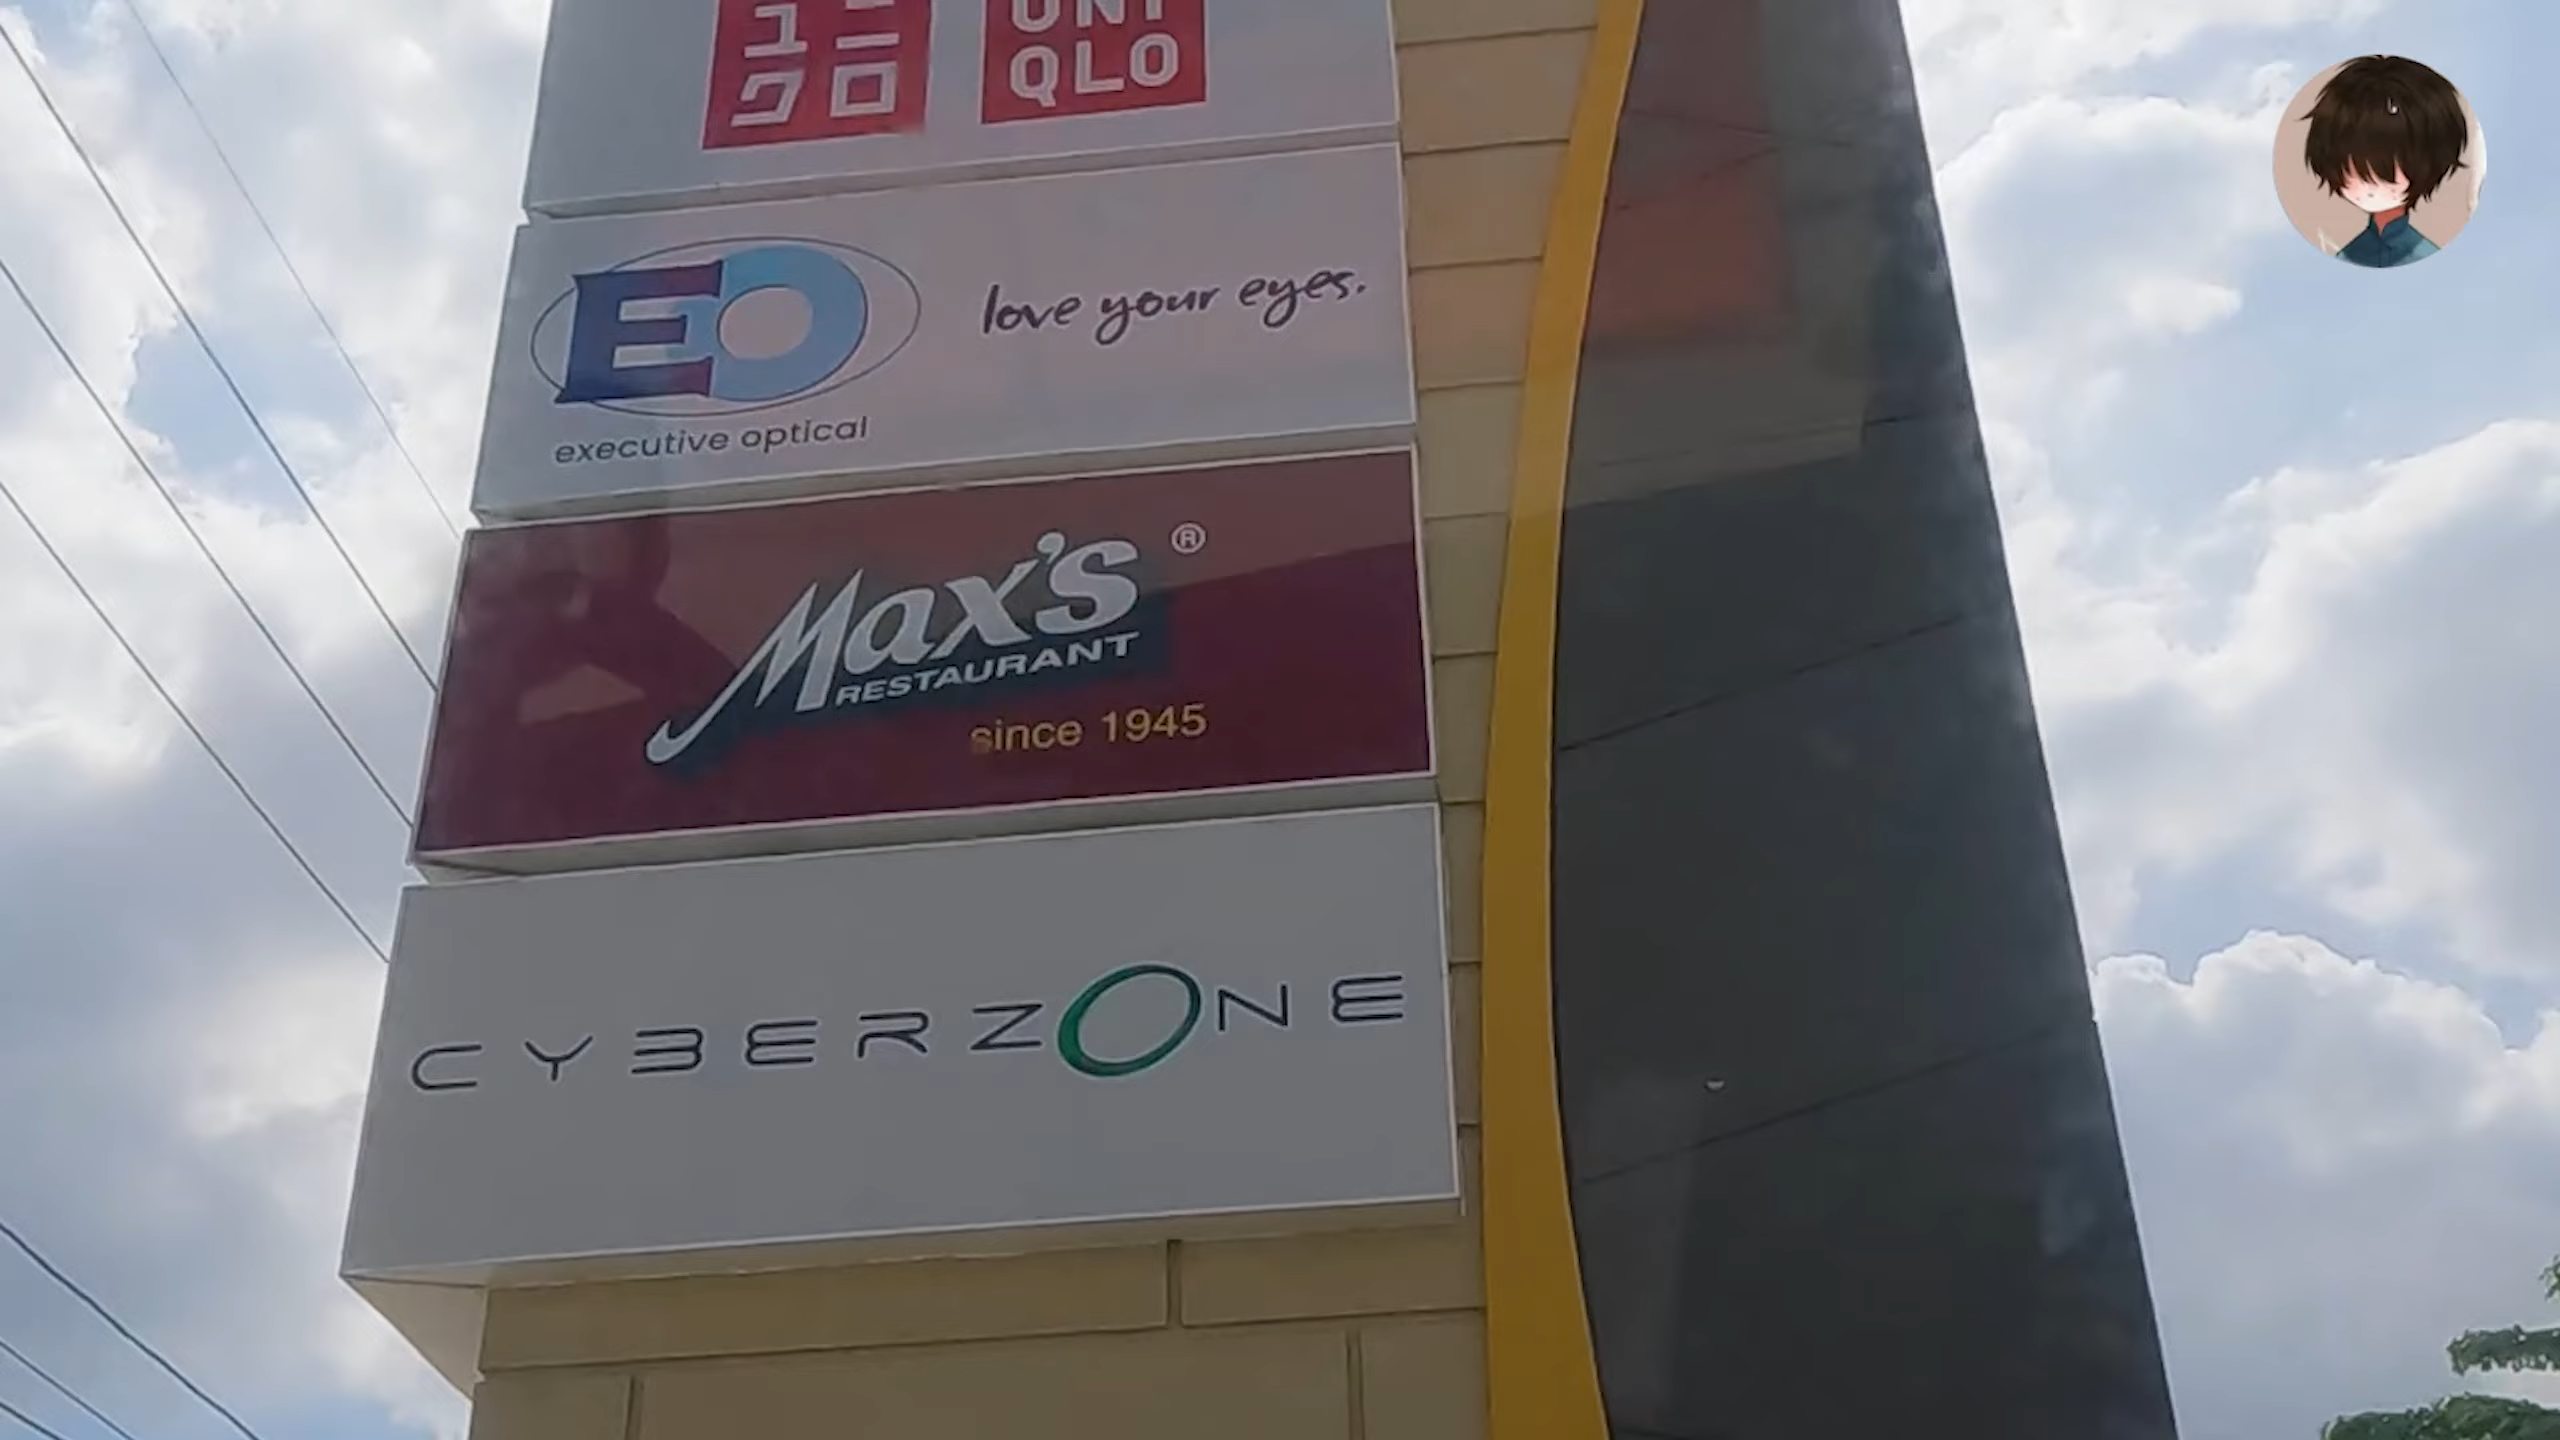 ユニ
クロ
UNI
QLO
EO
love your eyes.
executive optical
Max's ®
RESTAURANT
since 1945
CYBERZONE